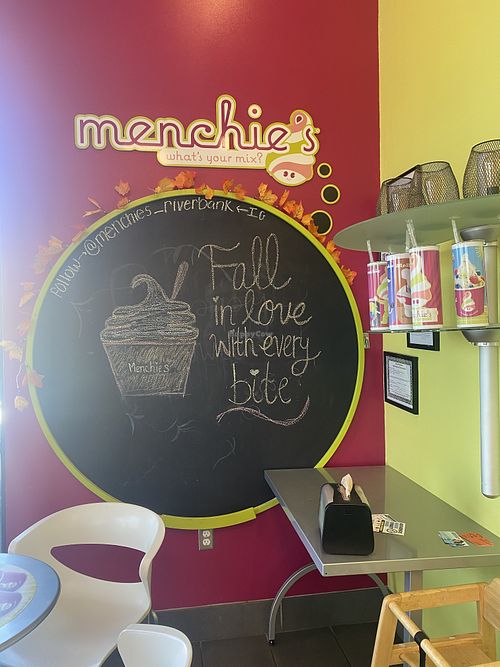 menchie's
what's your mix?
Follow → @menchies_riverbank ← IG
Fall
in love
with every
bite
Menchie's